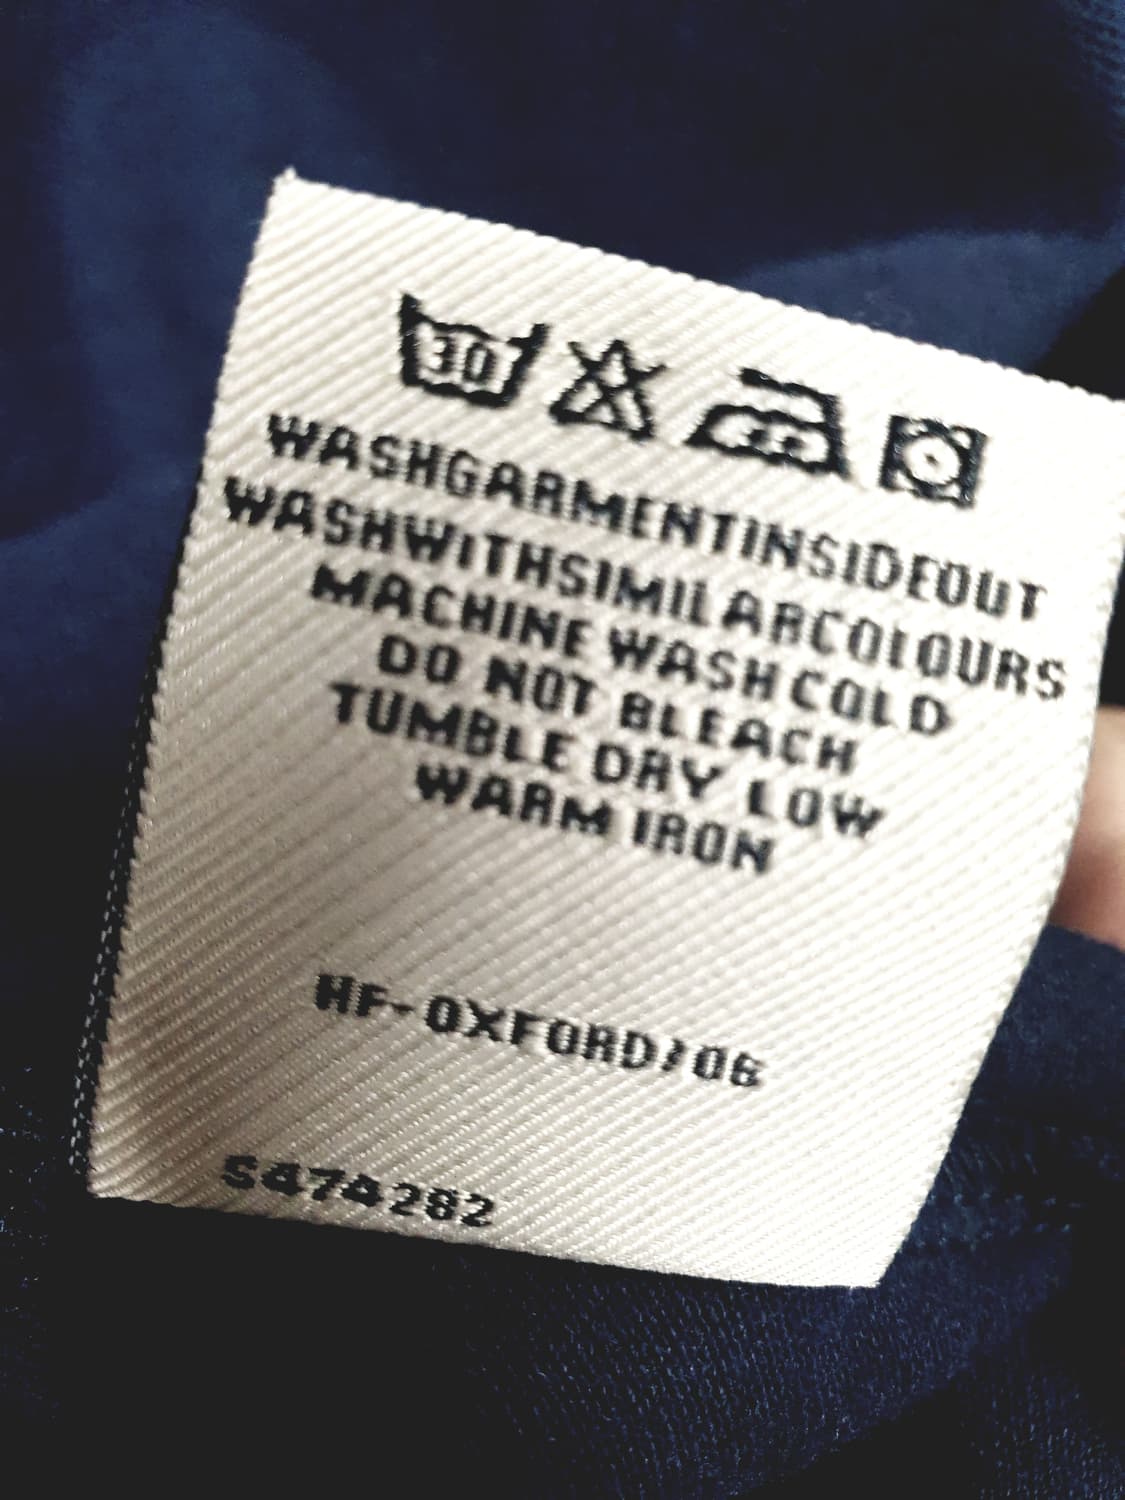 30
WASHGARMENTINSIDEOUT
WASHWITHSIMILARCOLOURS
MACHINE WASH COLD
DO NOT BLEACH
TUMBLE DRY LOW
WARM IRON
HF-OXFORD/06
S474282